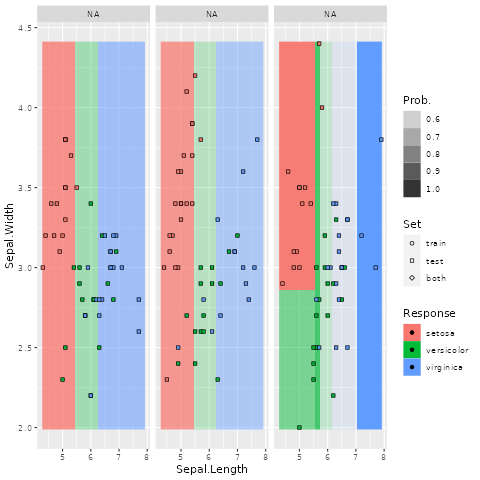 NA NA NA
4.5
4.0
3.5
3.0
2.5
2.0
Sepal.Width
5 6 7 8 5 6 7 8 5 6 7 8
Sepal.Length
Prob.
0.6
0.7
0.8
0.9
1.0
Set
train
test
both
Response
setosa
versicolor
virginica